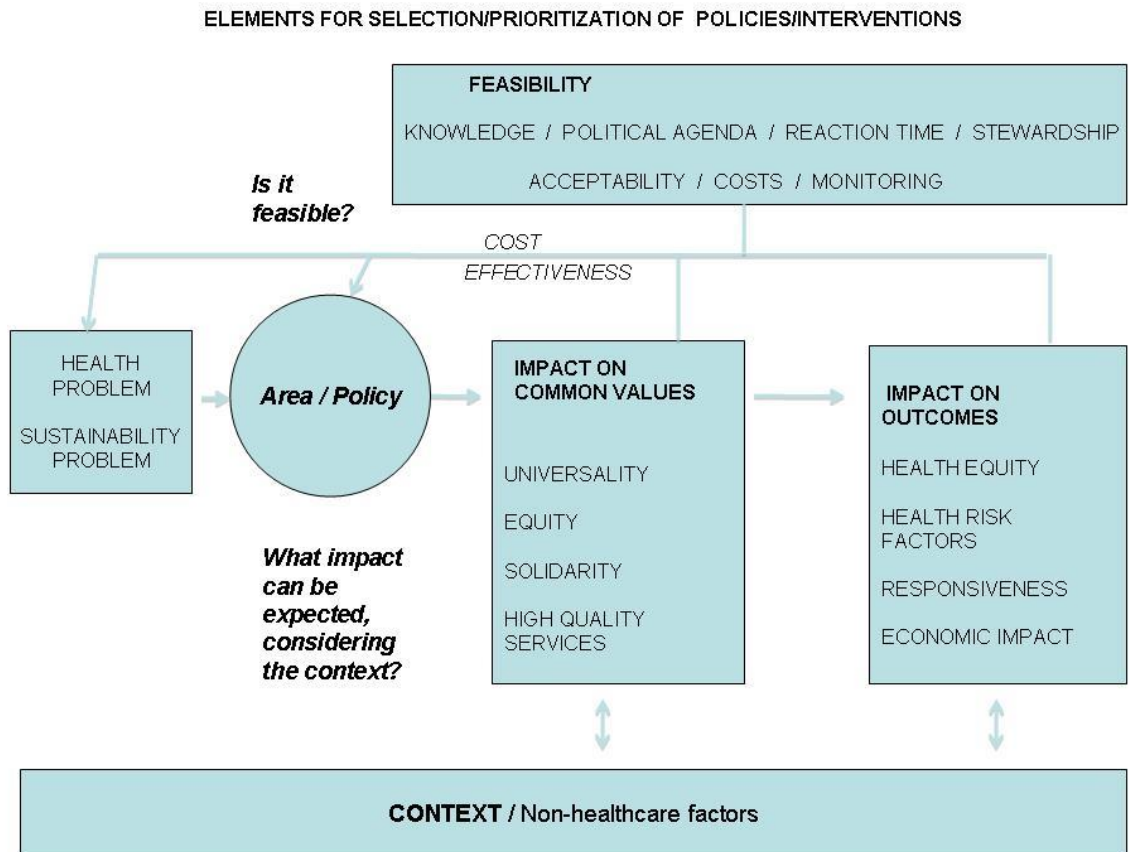 ELEMENTS FOR SELECTION/PRIORITIZATION OF POLICIES/INTERVENTIONS
FEASIBILITY
KNOWLEDGE / POLITICAL AGENDA / REACTION TIME / STEWARDSHIP
ACCEPTABILITY / COSTS / MONITORING
Is it
feasible?
COST
EFFECTIVENESS
HEALTH
PROBLEM
SUSTAINABILITY
PROBLEM
Area / Policy
IMPACT ON
COMMON VALUES
UNIVERSALITY
EQUITY
SOLIDARITY
HIGH QUALITY
SERVICES
IMPACT ON
OUTCOMES
HEALTH EQUITY
HEALTH RISK
FACTORS
RESPONSIVENESS
ECONOMIC IMPACT
What impact
can be
expected,
considering
the context?
CONTEXT / Non-healthcare factors